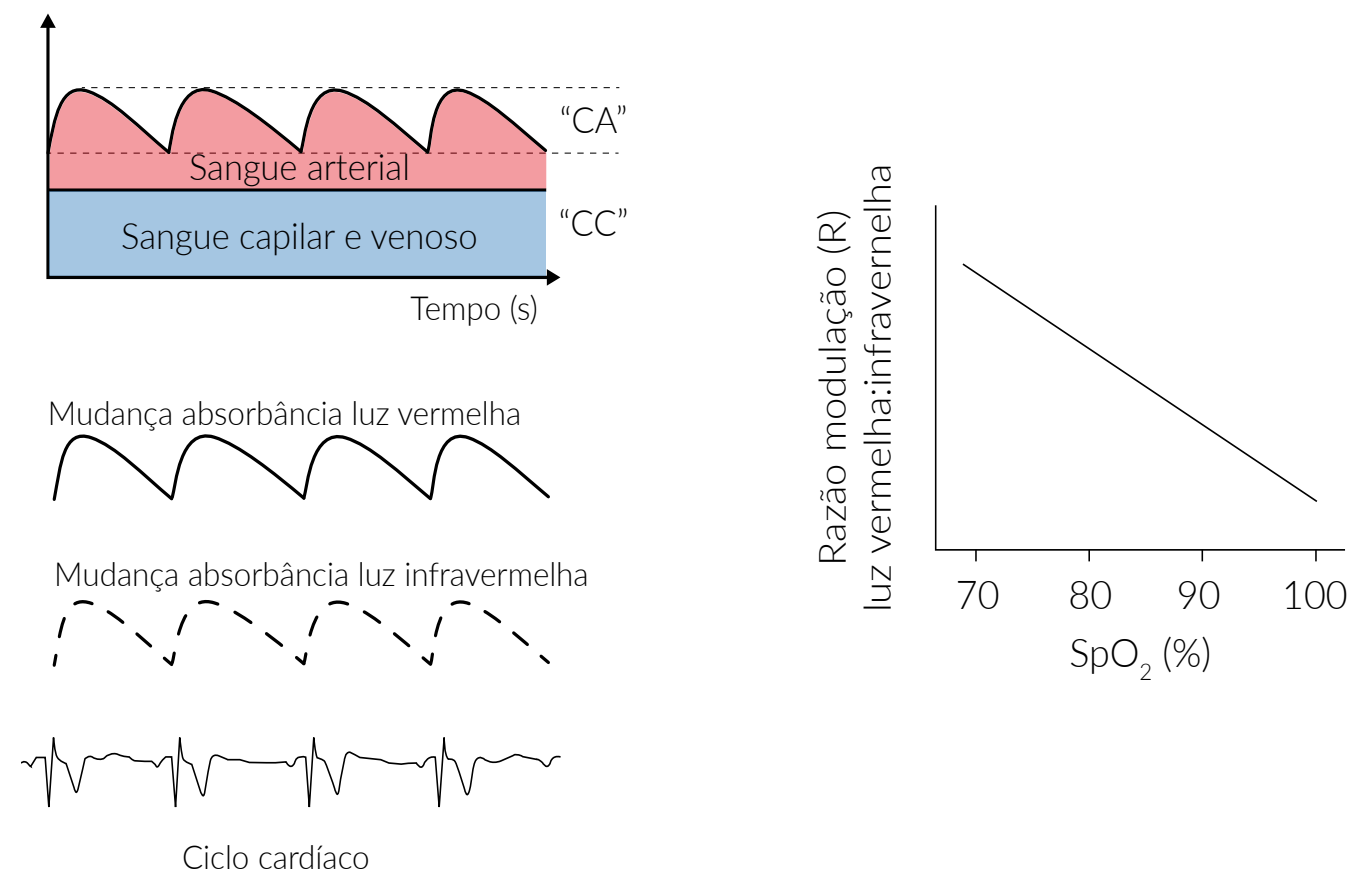 “CA”
Sangue arterial
“CC”
Sangue capilar e venoso
Tempo (s)
Mudança absorbância luz vermelha
Mudança absorbância luz infravermelha
Ciclo cardíaco
Razão modulação (R)
luz vermelha:infravernelha
70 80 90 100
SpO₂ (%)